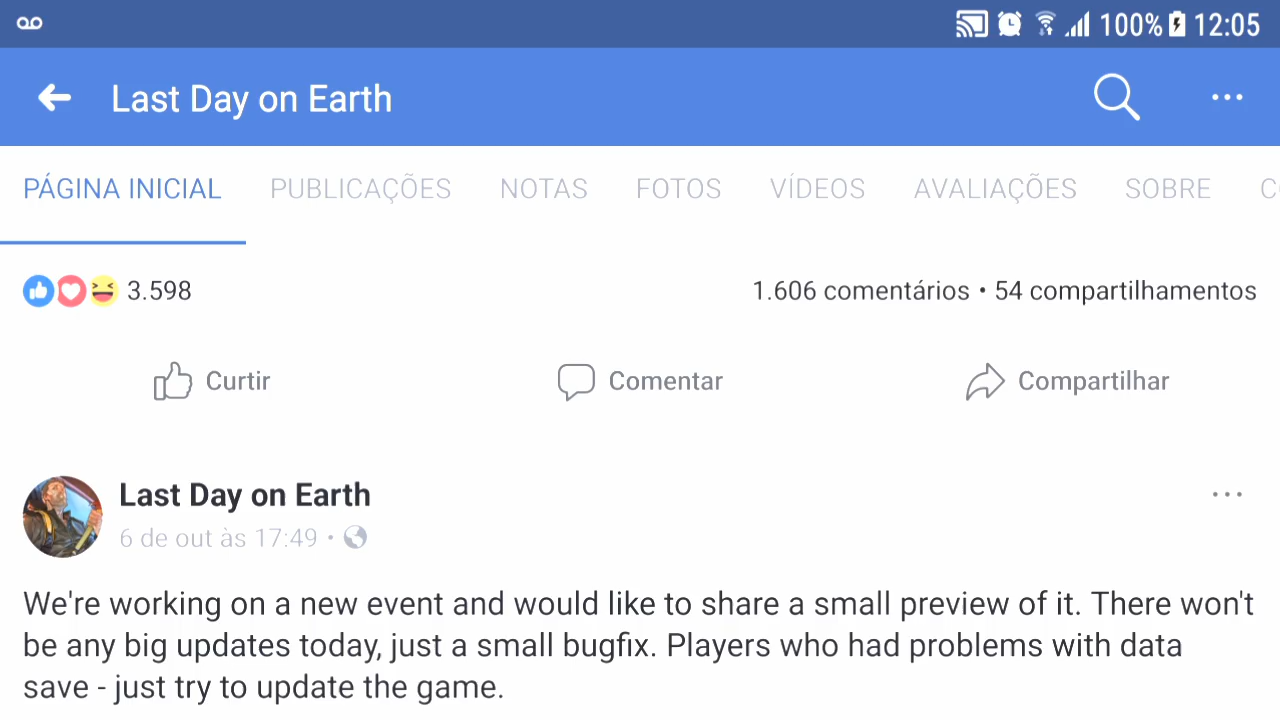 100% 12:05
Last Day on Earth
PÁGINA INICIAL PUBLICAÇÕES NOTAS FOTOS VÍDEOS AVALIAÇÕES SOBRE
3.598 1.606 comentários • 54 compartilhamentos
Curtir Comentar Compartilhar
Last Day on Earth
6 de out às 17:49 •
We're working on a new event and would like to share a small preview of it. There won't
be any big updates today, just a small bugfix. Players who had problems with data
save - just try to update the game.